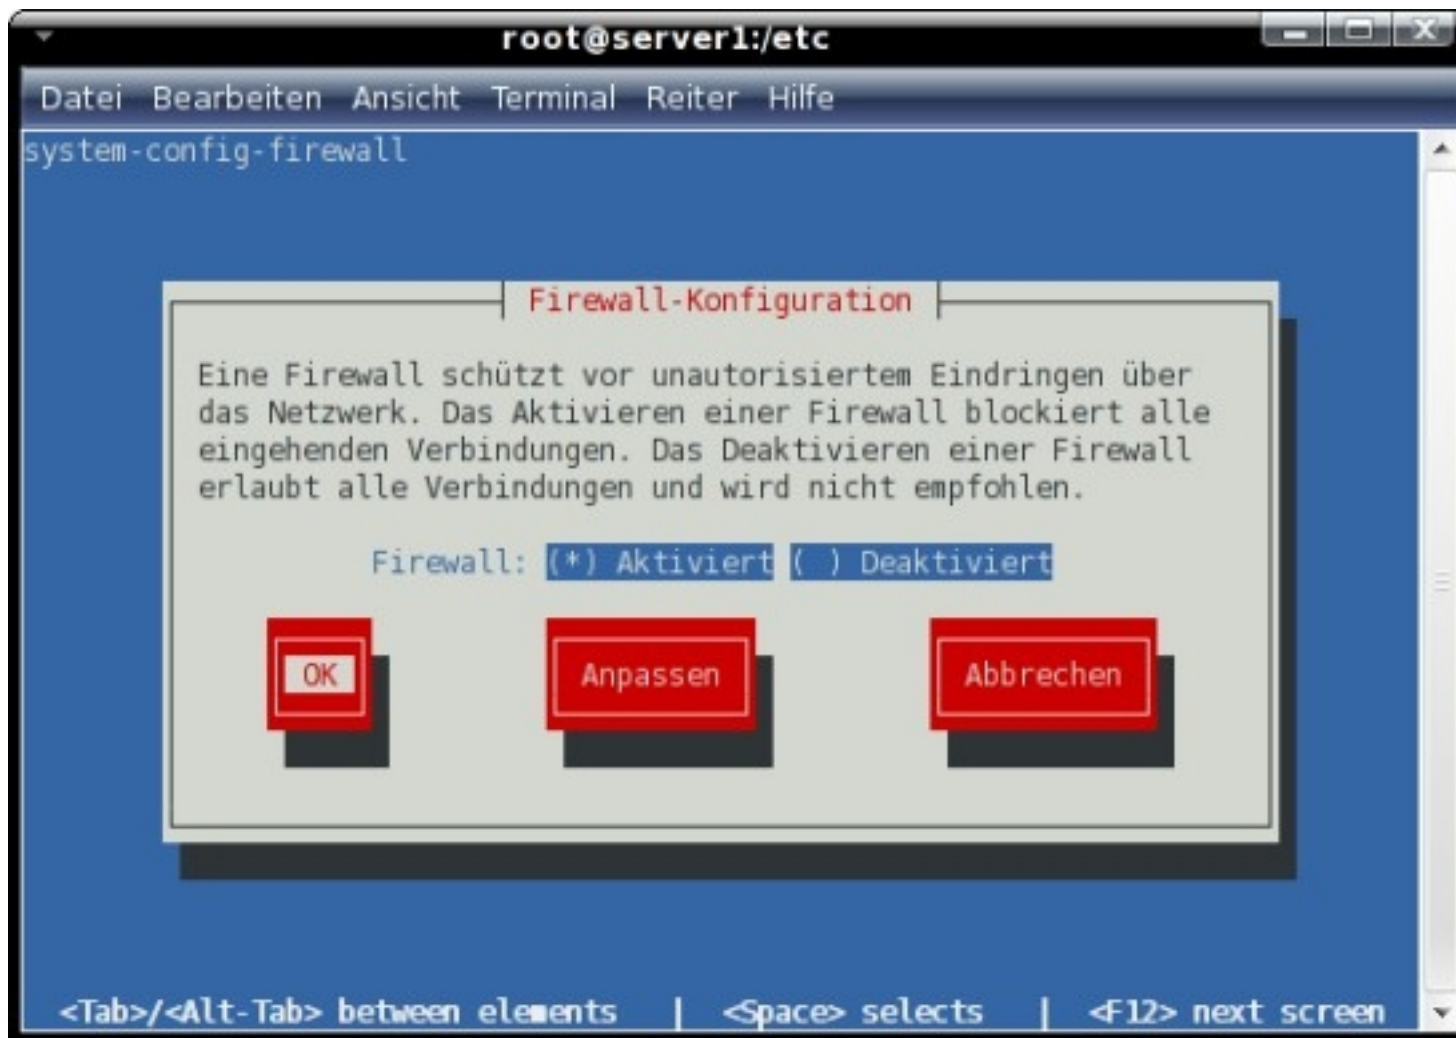 root@server1:/etc
Datei Bearbeiten Ansicht Terminal Reiter Hilfe
system-config-firewall
Firewall-Konfiguration
Eine Firewall schützt vor unautorisiertem Eindringen über
das Netzwerk. Das Aktivieren einer Firewall blockiert alle
eingehenden Verbindungen. Das Deaktivieren einer Firewall
erlaubt alle Verbindungen und wird nicht empfohlen.
Firewall: (*) Aktiviert ( ) Deaktiviert
OK Anpassen Abbrechen
<Tab>/<Alt-Tab> between elements | <Space> selects | <F12> next screen